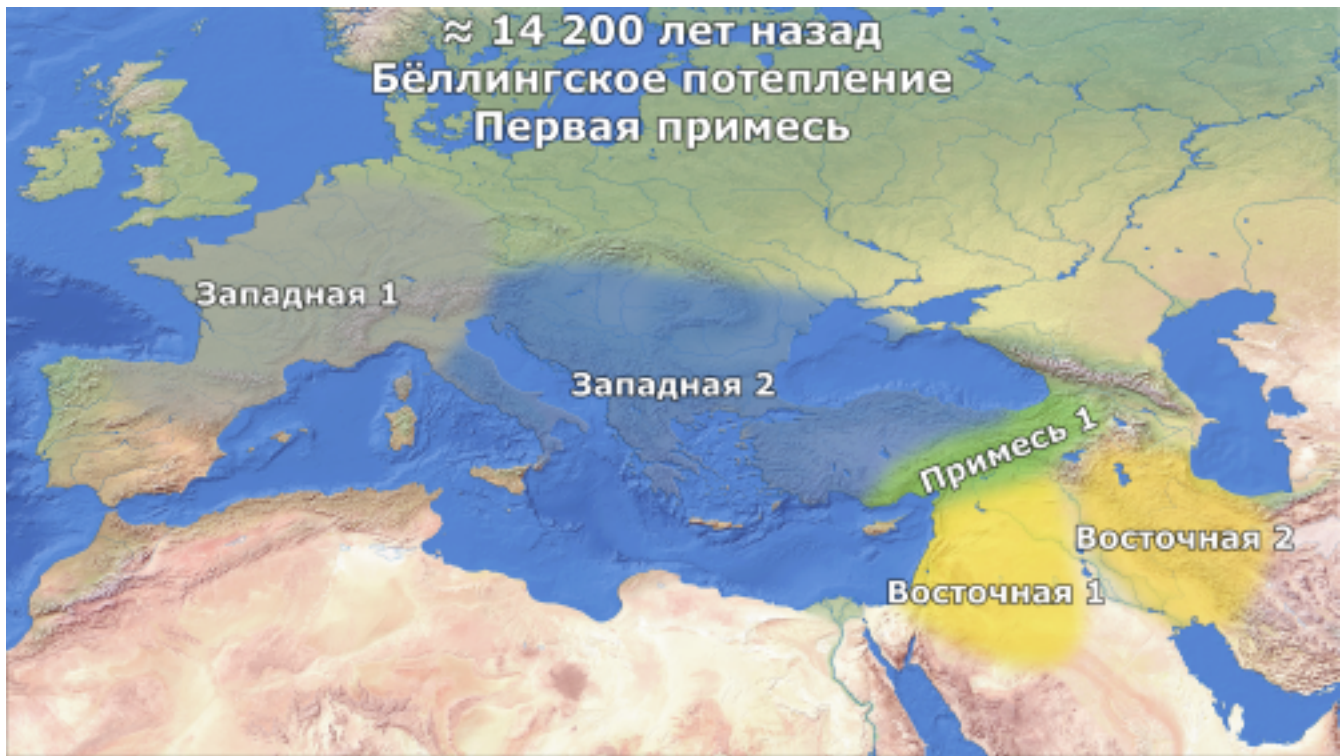 ≈ 14 200 лет назад
Бёллингское потепление
Первая примесь
Западная 1
Западная 2
Примесь 1
Восточная 2
Восточная 1